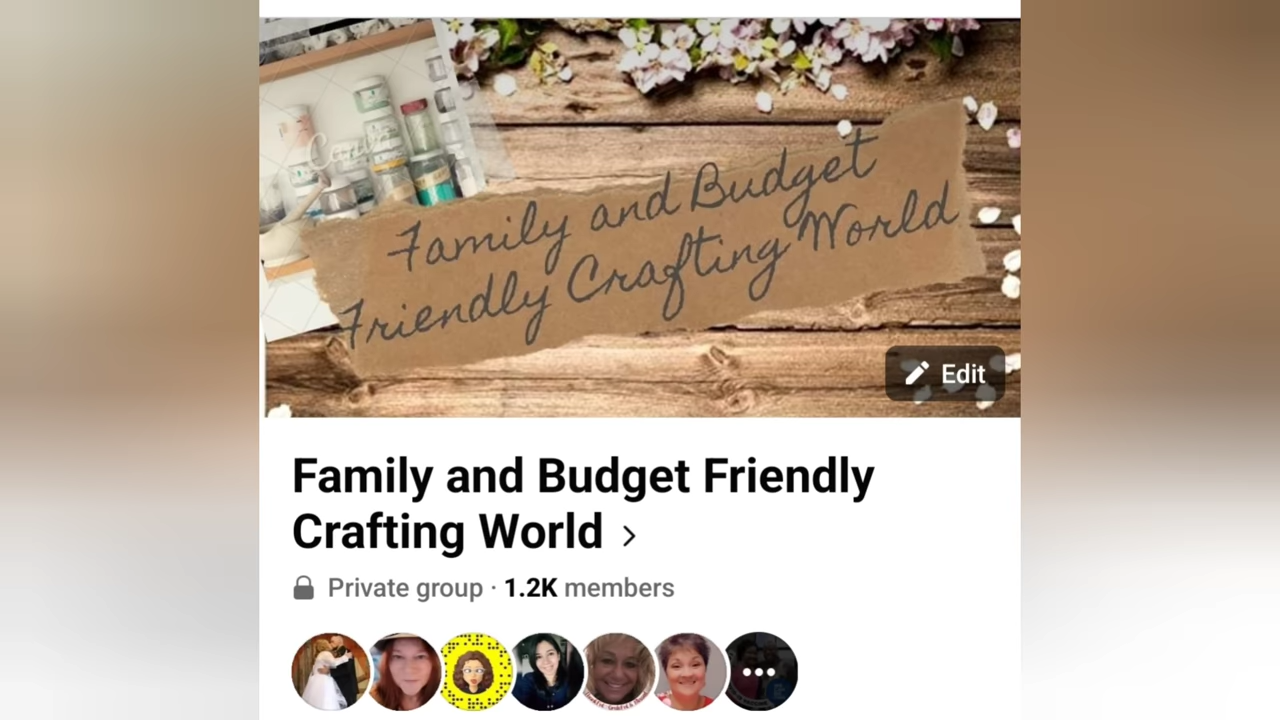 Family and Budget
Friendly Crafting World
Edit
Family and Budget Friendly
Crafting World
Private group · 1.2K members